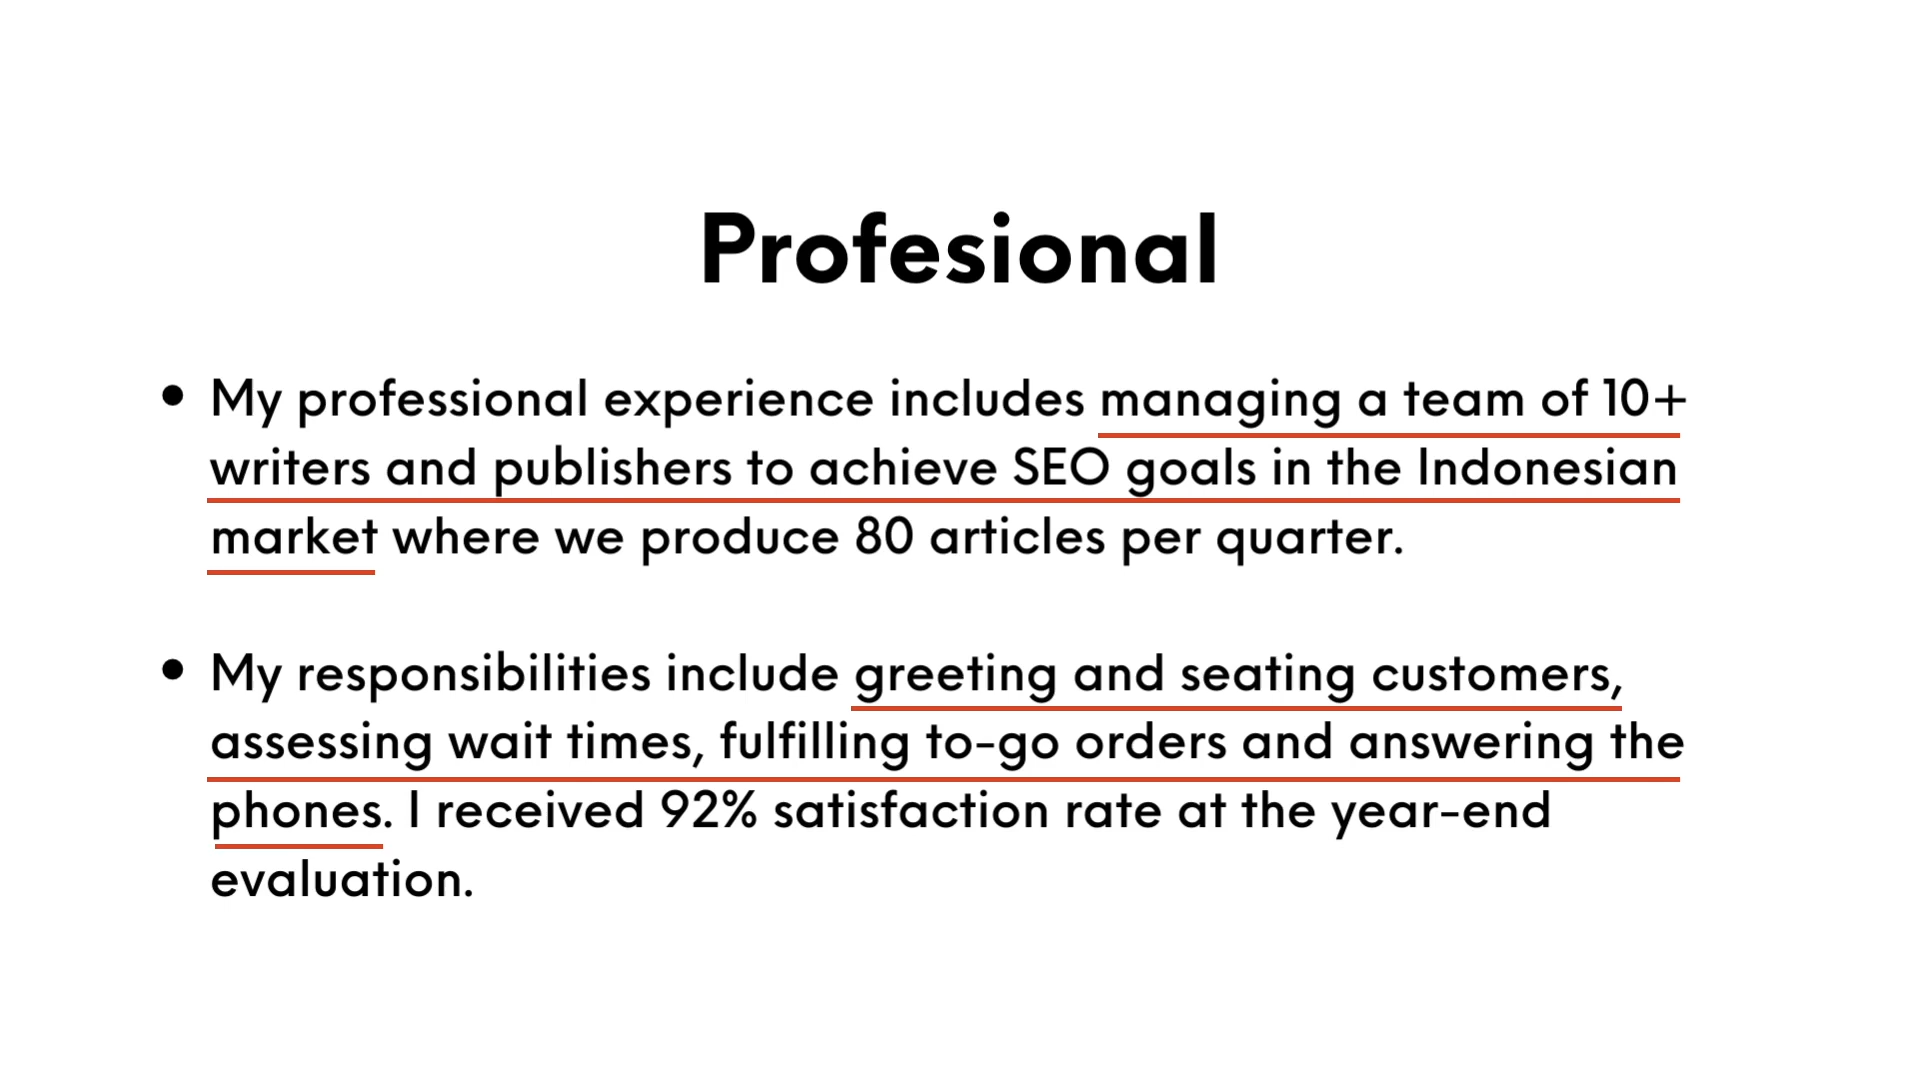 Profesional
• My professional experience includes managing a team of 10+
writers and publishers to achieve SEO goals in the Indonesian
market where we produce 80 articles per quarter.
• My responsibilities include greeting and seating customers,
assessing wait times, fulfilling to-go orders and answering the
phones. I received 92% satisfaction rate at the year-end
evaluation.